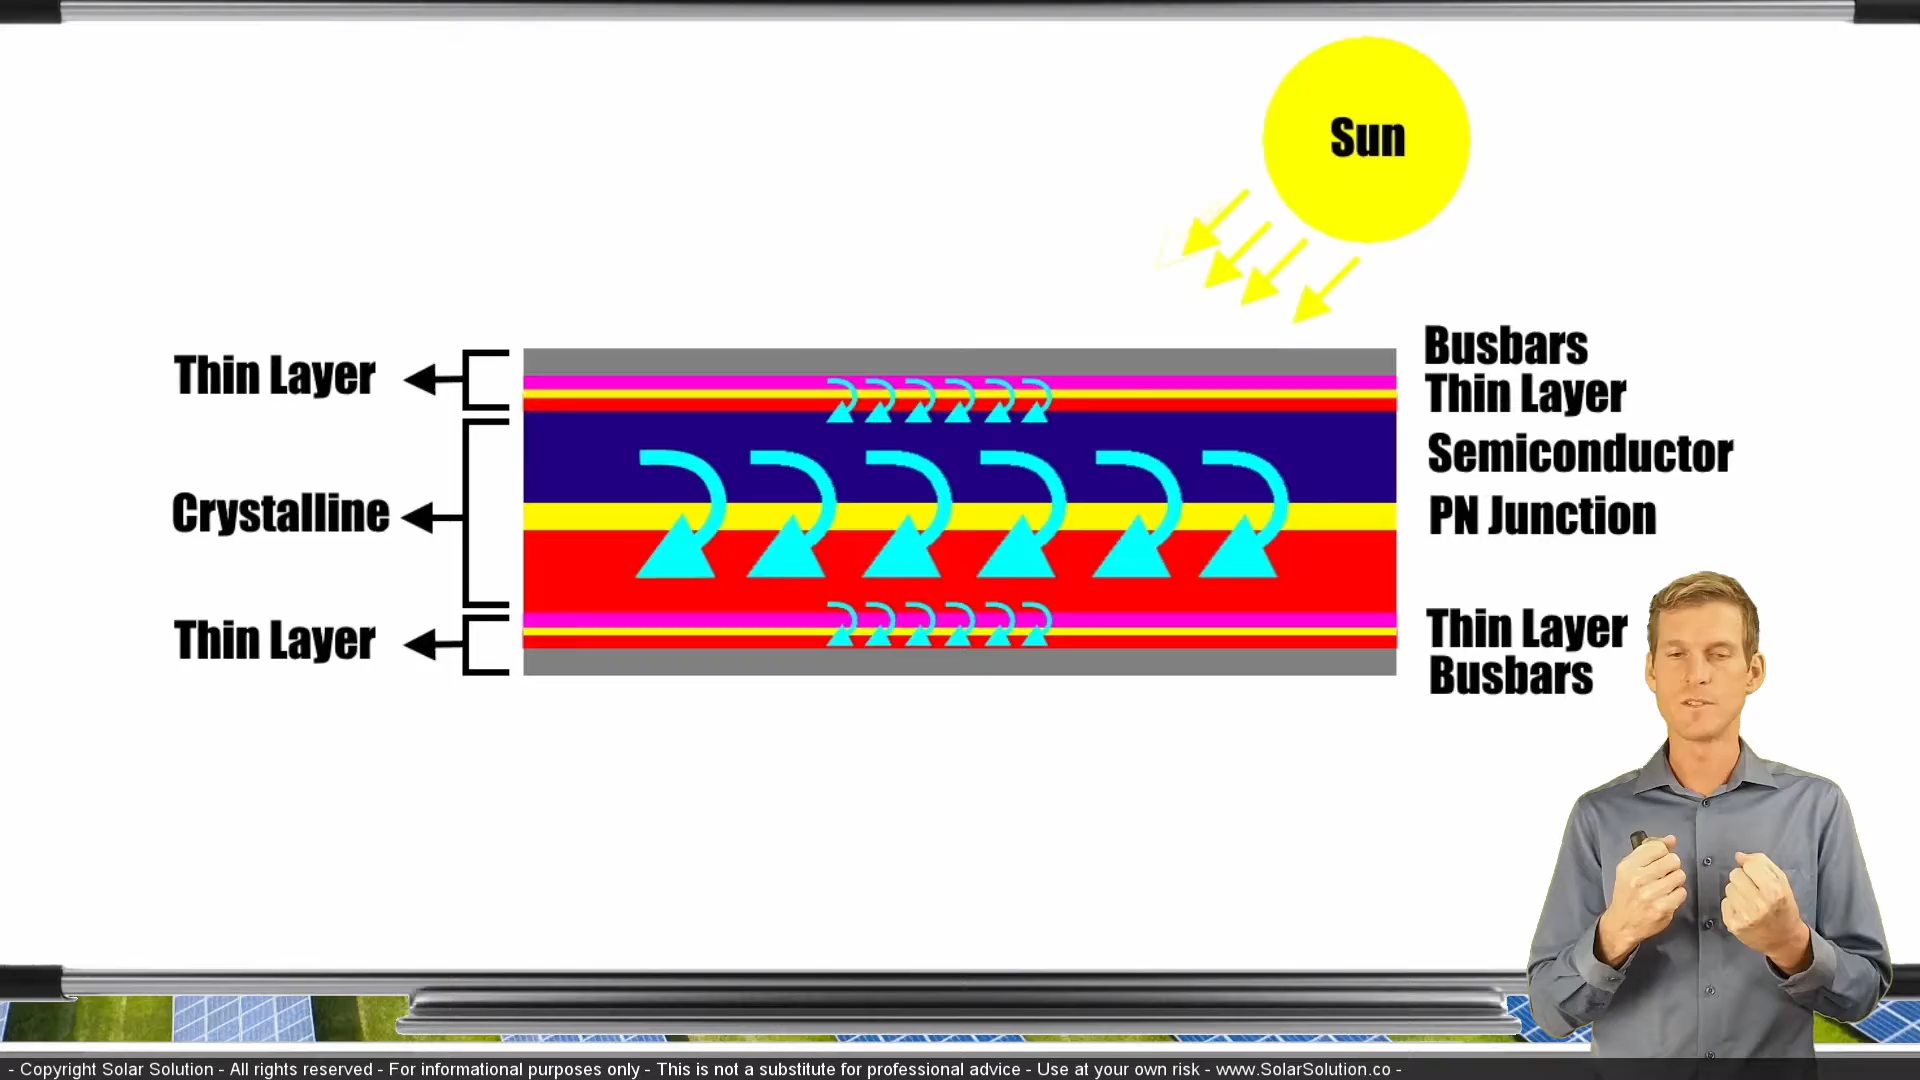 Sun
Thin Layer
Crystalline
Thin Layer
Busbars
Thin Layer
Semiconductor
PN Junction
Thin Layer
Busbars
- Copyright Solar Solution - All rights reserved - For informational purposes only - This is not a substitute for professional advice - Use at your own risk - www.SolarSolution.co -